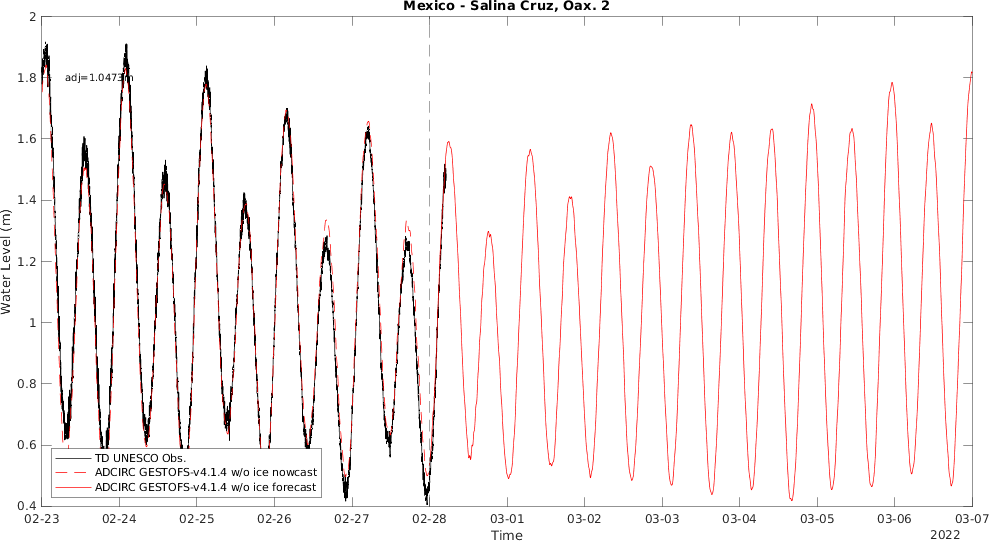 Mexico - Salina Cruz, Oax. 2
Water Level (m)
2
1.8
1.6
1.4
1.2
1
0.8
0.6
0.4
adj=1.0473m
TD UNESCO Obs.
ADCIRC GESTOFS-v4.1.4 w/o ice nowcast
ADCIRC GESTOFS-v4.1.4 w/o ice forecast
02-23 02-24 02-25 02-26 02-27 02-28 03-01 03-02 03-03 03-04 03-05 03-06 03-07
Time
2022